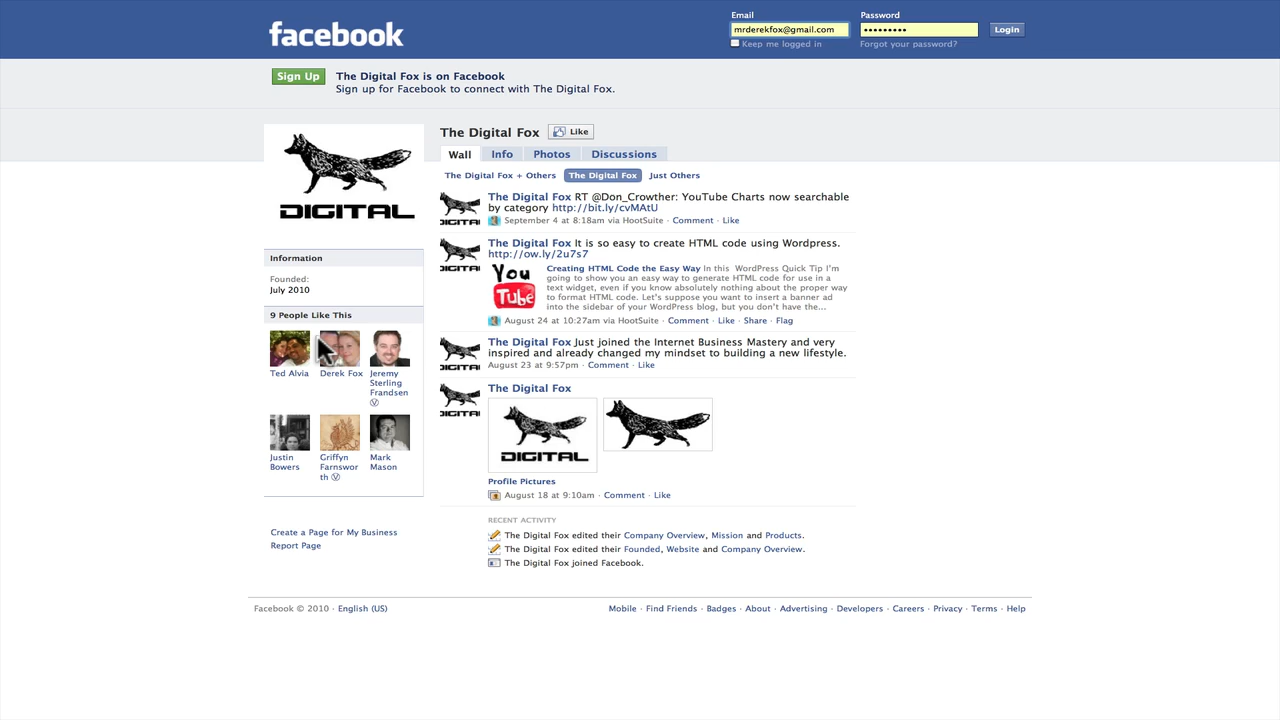 facebook
Email
Password
mrderekfox@gmail.com
•••••••••
Login
Keep me logged in
Forgot your password?
Sign Up
The Digital Fox is on Facebook
Sign up for Facebook to connect with The Digital Fox.
DIGITAL
The Digital Fox
Like
Wall
Info
Photos
Discussions
The Digital Fox + Others
The Digital Fox
Just Others
The Digital Fox RT @Don_Crowther: YouTube Charts now searchable
by category http://bit.ly/cvMAtU
September 4 at 8:18am via HootSuite · Comment · Like
The Digital Fox It is so easy to create HTML code using Wordpress.
http://ow.ly/2u7s7
You
Tube
Creating HTML Code the Easy Way In this WordPress Quick Tip I'm
going to show you an easy way to generate HTML code for use in a
text widget, even if you know absolutely nothing about the proper way
to format HTML code. Let's suppose you want to insert a banner ad
into the sidebar of your WordPress blog, but you don't have the...
August 24 at 10:27am via HootSuite · Comment · Like · Share · Flag
The Digital Fox Just joined the Internet Business Mastery and very
inspired and already changed my mindset to building a new lifestyle.
August 23 at 9:57pm · Comment · Like
The Digital Fox
DIGITAL
Profile Pictures
August 18 at 9:10am · Comment · Like
RECENT ACTIVITY
The Digital Fox edited their Company Overview, Mission and Products.
The Digital Fox edited their Founded, Website and Company Overview.
The Digital Fox joined Facebook.
Information
Founded:
July 2010
9 People Like This
Ted Alvia
Derek Fox
Jeremy
Sterling
Frandsen
Ⓥ
Justin
Bowers
Griffyn
Farnswor
th Ⓥ
Mark
Mason
Create a Page for My Business
Report Page
Facebook © 2010 · English (US)
Mobile · Find Friends · Badges · About · Advertising · Developers · Careers · Privacy · Terms · Help